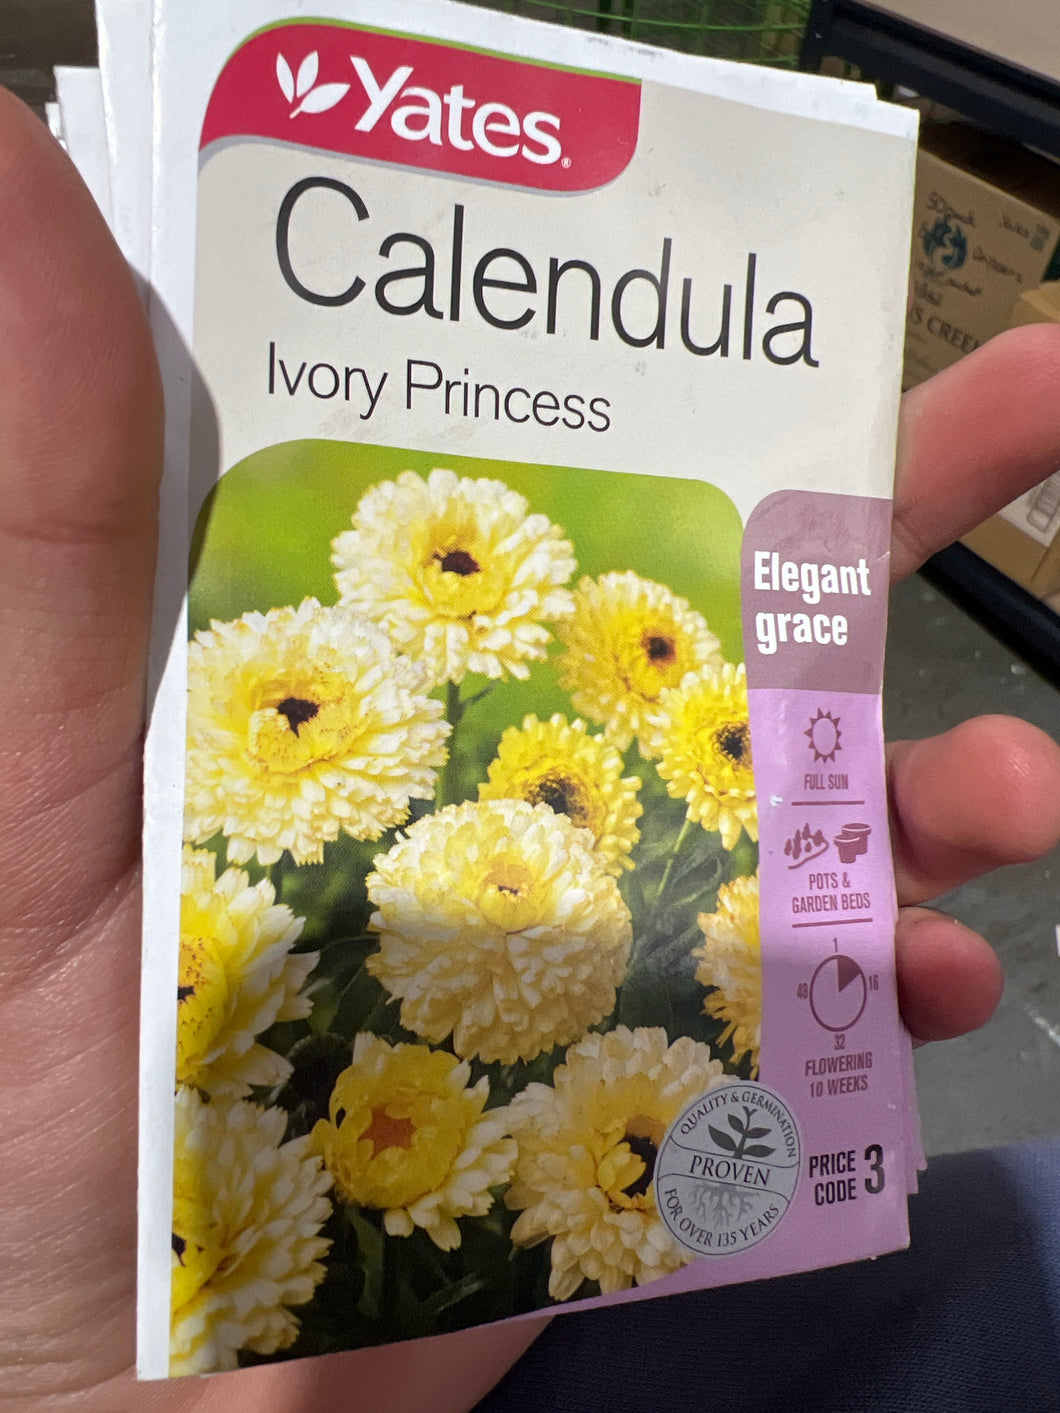 Yates®
Calendula
Ivory Princess
Elegant
grace
FULL SUN
POTS &
GARDEN BEDS
1
48
16
32
FLOWERING
10 WEEKS
QUALITY & GERMINATION
PROVEN
FOR OVER 135 YEARS
PRICE
CODE 3